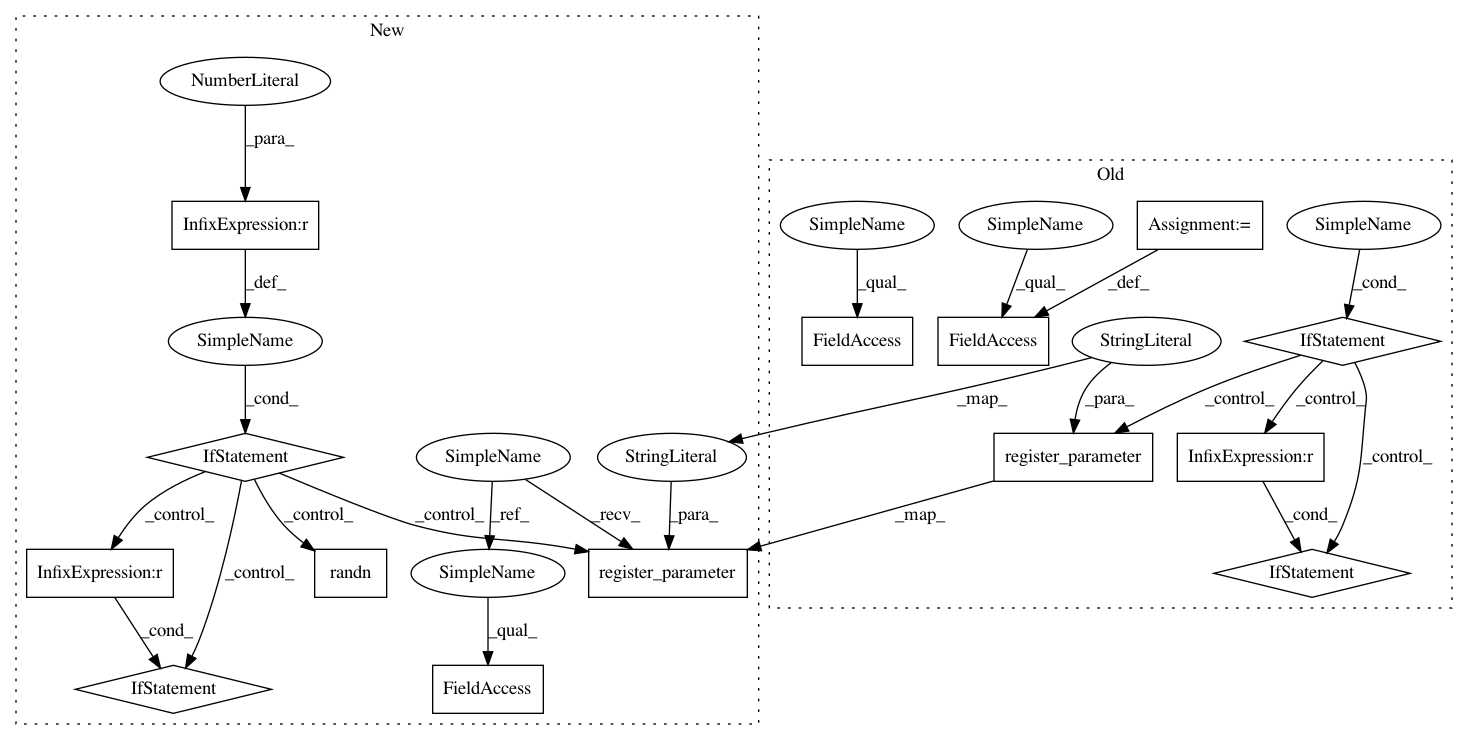 New
NumberLiteral
_para_
Old
InfixExpression:r
SimpleName
SimpleName
Assignment:=
SimpleName
_def_
_qual_
_qual_
_def_
_cond_
SimpleName
FieldAccess
FieldAccess
StringLiteral
IfStatement
_cond_
_map_
_para_
_control_
_control_
IfStatement
SimpleName
StringLiteral
register_parameter
InfixExpression:r
_control_
_control_
_control_
_control_
_ref_
_recv_
_para_
_map_
_cond_
InfixExpression:r
_control_
randn
SimpleName
register_parameter
IfStatement
_cond_
_qual_
IfStatement
FieldAccess